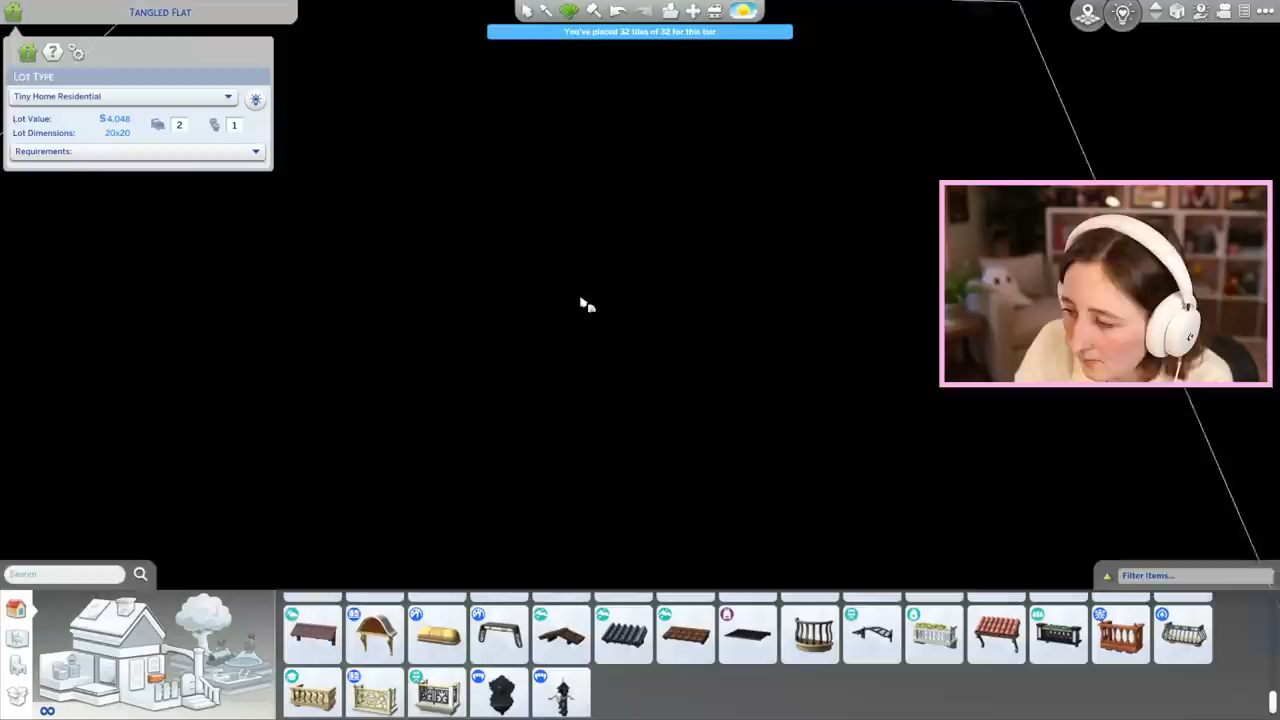 TANGLED FLAT
You've placed 32 tiles of 32 for this tier
LOT TYPE
Tiny Home Residential
Lot Value: §4,048
2
1
Lot Dimensions: 20x20
Requirements:
Search
Filter Items...